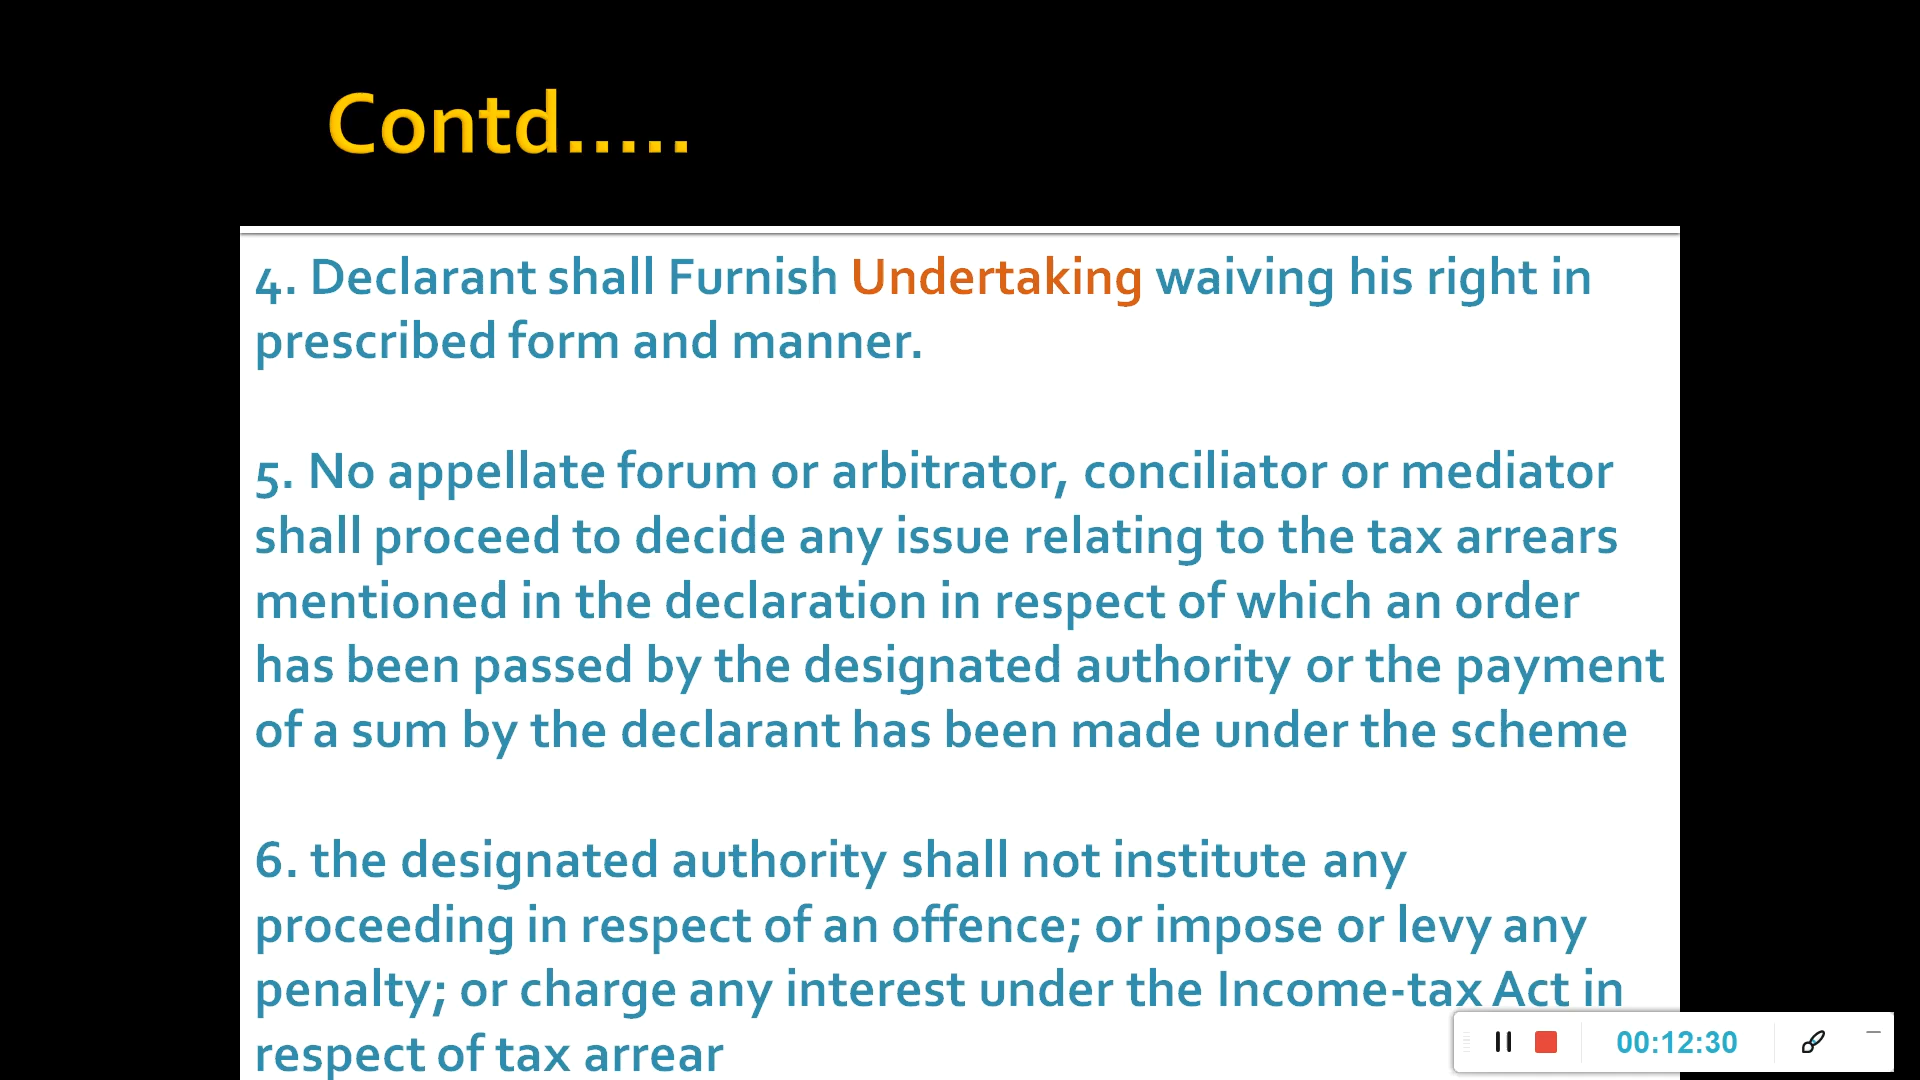 Contd.....
4. Declarant shall Furnish Undertaking waiving his right in
prescribed form and manner.
5. No appellate forum or arbitrator, conciliator or mediator
shall proceed to decide any issue relating to the tax arrears
mentioned in the declaration in respect of which an order
has been passed by the designated authority or the payment
of a sum by the declarant has been made under the scheme
6. the designated authority shall not institute any
proceeding in respect of an offence; or impose or levy any
penalty; or charge any interest under the Income-tax Act in
respect of tax arrear
00:12:30